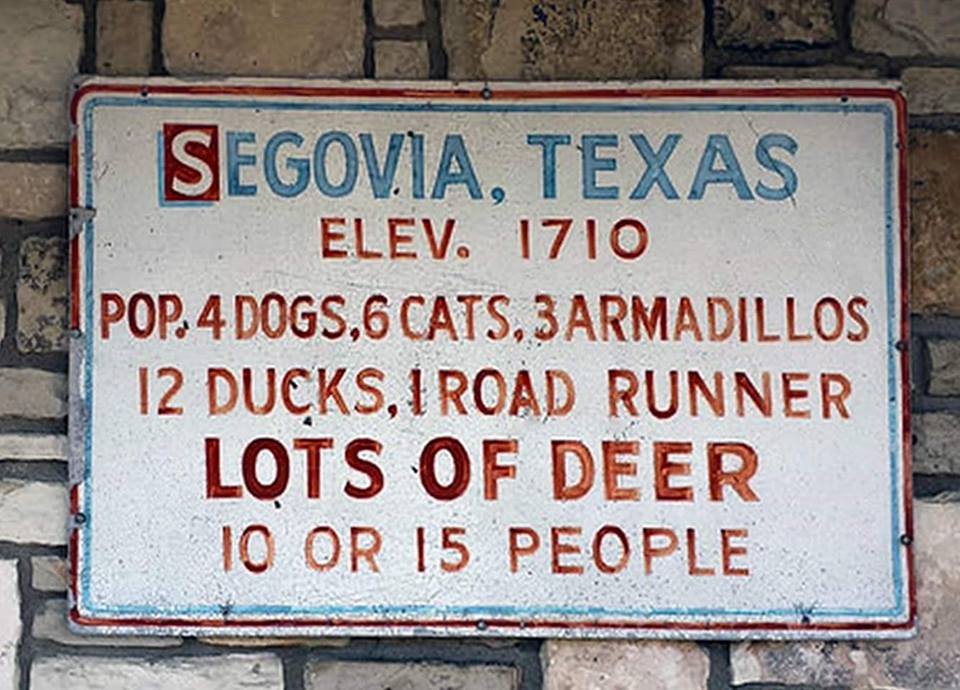 SEGOVIA, TEXAS
ELEV. 1710
POP. 4 DOGS, 6 CATS, 3 ARMADILLOS
12 DUCKS, 1 ROAD RUNNER
LOTS OF DEER
10 OR 15 PEOPLE